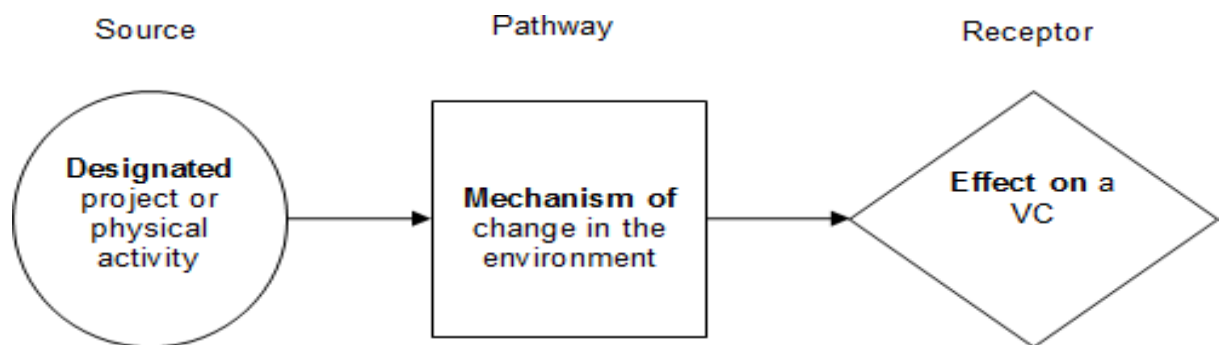 Source
Pathway
Receptor
Designated
project or
physical
activity
Mechanism of
change in the
environment
Effect on a
VC